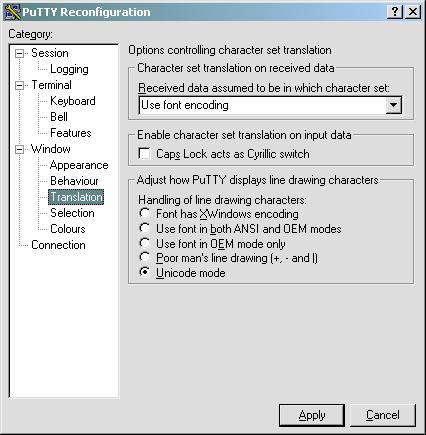 PuTTY Reconfiguration
Category:
Session
Logging
Terminal
Keyboard
Bell
Features
Window
Appearance
Behaviour
Translation
Selection
Colours
Connection
Options controlling character set translation
Character set translation on received data
Received data assumed to be in which character set:
Use font encoding
Enable character set translation on input data
Caps Lock acts as Cyrillic switch
Adjust how PuTTY displays line drawing characters
Handling of line drawing characters:
Font has XWindows encoding
Use font in both ANSI and OEM modes
Use font in OEM mode only
Poor man's line drawing (+, - and |)
Unicode mode
Apply
Cancel